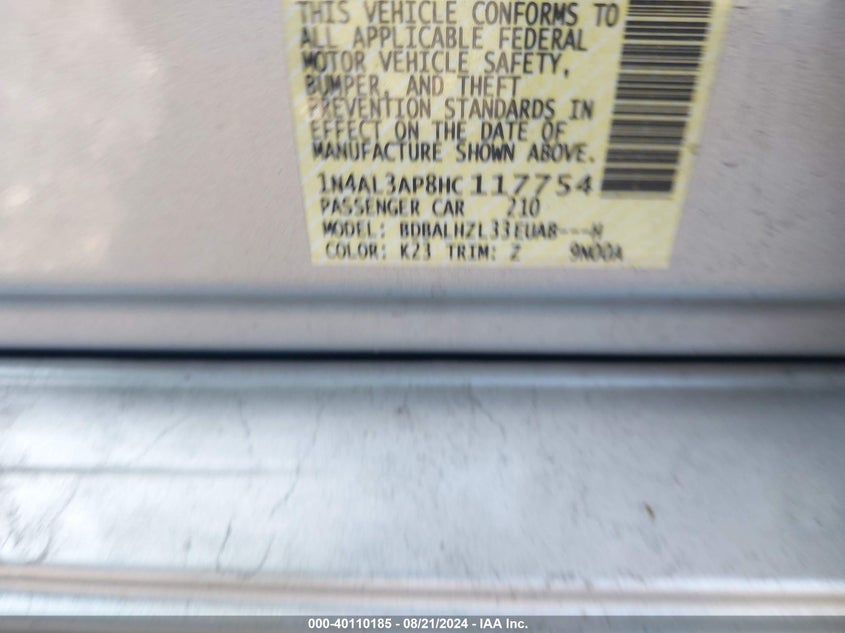 THIS VEHICLE CONFORMS TO
ALL APPLICABLE FEDERAL
MOTOR VEHICLE SAFETY,
BUMPER, AND THEFT
PREVENTION STANDARDS IN
EFFECT ON THE DATE OF
MANUFACTURE SHOWN ABOVE.
1N4AL3AP8HC117754
PASSENGER CAR 210
MODEL: BDBALHZL33EUA8---N
COLOR: K23 TRIM: Z 9N00A
000-40110185 - 08/21/2024 - IAA Inc.